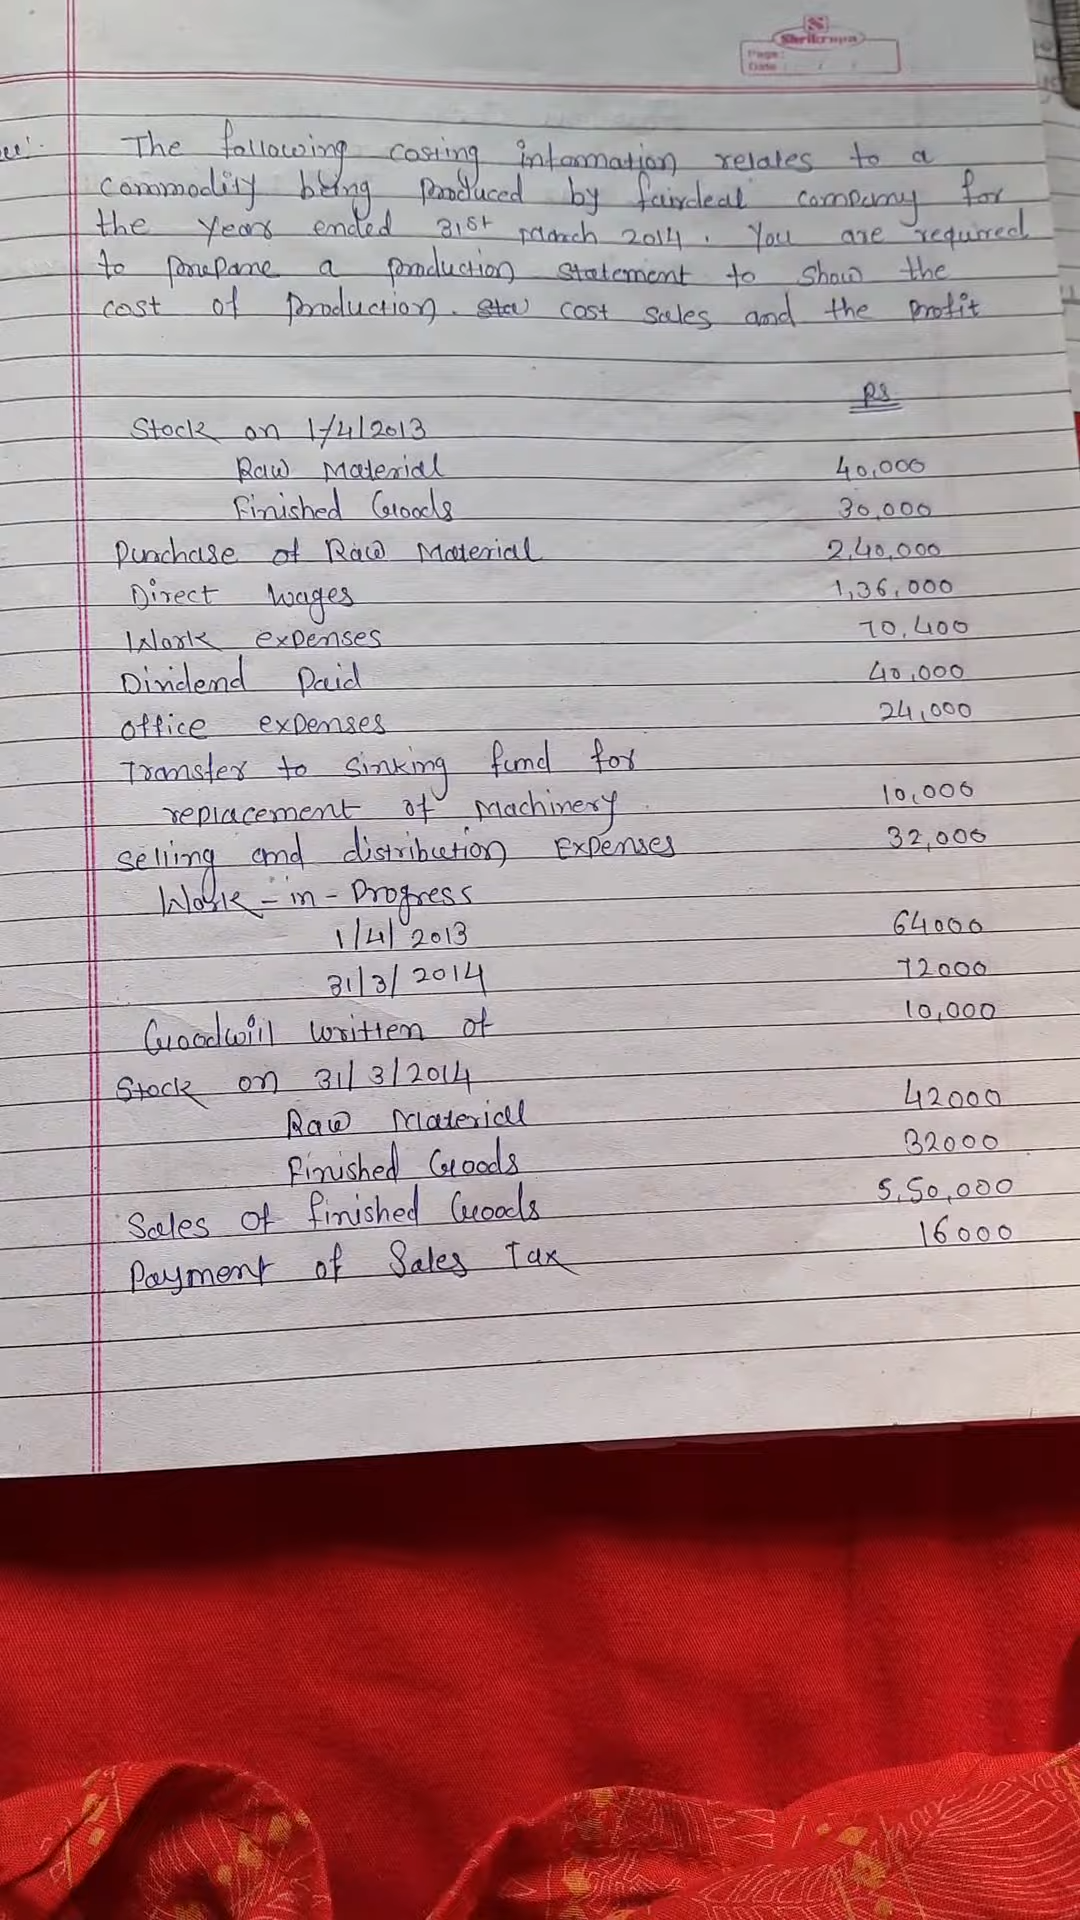 S
Shrikrupa
Page:
Date: / /
The following costing information relates to a
commodity being produced by fairdeal company for
the years ended 31st March 2014. You are required
to prepare a production statement to show the
cost of production. cost sales and the profit
RS
Stock on 1/4/2013
Raw Material 40,000
Finished Goods 30,000
Purchase of Raw Material 2,40,000
Direct wages 1,36,000
Work expenses 70,400
Dividend Paid 40,000
office expenses 24,000
Transfer to Sinking fund for
replacement of Machinery. 10,000
Selling and distribution Expenses 32,000
Work-in-Progress
1/4/2013 64000
31/3/2014 72000
Goodwill written of 10,000
Stock on 31/3/2014
Raw Material 42000
Finished Goods 32000
Sales of finished Goods 5,50,000
Payment of Sales Tax 16000